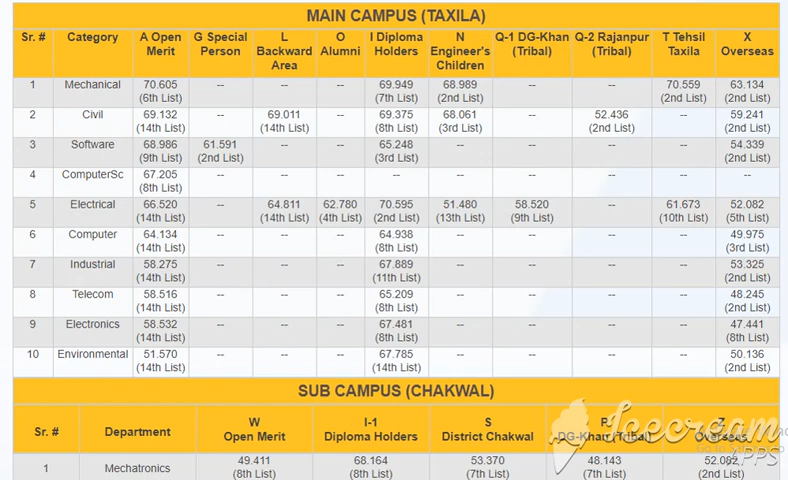 MAIN CAMPUS (TAXILA)
Sr. # Category A Open Merit G Special Person L Backward Area O Alumni I Diploma Holders N Engineer's Children Q-1 DG-Khan (Tribal) Q-2 Rajanpur (Tribal) T Tehsil Taxila X Overseas
1 Mechanical 70.605 (6th List) -- -- -- 69.949 (7th List) 68.989 (2nd List) -- -- 70.559 (2nd List) 63.134 (2nd List)
2 Civil 69.132 (14th List) -- 69.011 (14th List) -- 69.375 (8th List) 68.061 (3rd List) -- 52.436 (2nd List) -- 59.241 (2nd List)
3 Software 68.986 (9th List) 61.591 (2nd List) -- -- 65.248 (3rd List) -- -- -- -- 54.339 (2nd List)
4 ComputerSc 67.205 (8th List) -- -- -- -- -- -- -- -- --
5 Electrical 66.520 (14th List) -- 64.811 (14th List) 62.780 (4th List) 70.595 (2nd List) 51.480 (13th List) 58.520 (9th List) -- 61.673 (10th List) 52.082 (5th List)
6 Computer 64.134 (14th List) -- -- -- 64.938 (8th List) -- -- -- -- 49.975 (3rd List)
7 Industrial 58.275 (14th List) -- -- -- 67.889 (11th List) -- -- -- -- 53.325 (2nd List)
8 Telecom 58.516 (14th List) -- -- -- 65.209 (8th List) -- -- -- -- 48.245 (2nd List)
9 Electronics 58.532 (14th List) -- -- -- 67.481 (8th List) -- -- -- -- 47.441 (8th List)
10 Environmental 51.570 (14th List) -- -- -- 67.785 (14th List) -- -- -- -- 50.136 (2nd List)
SUB CAMPUS (CHAKWAL)
Sr. # Department W Open Merit I-1 Diploma Holders S District Chakwal P DG-Khan (Tribal) Z Overseas
1 Mechatronics 49.411 (8th List) 68.164 (8th List) 53.370 (7th List) 48.143 (7th List) 52.092 (2nd List)
Icecream
APPS